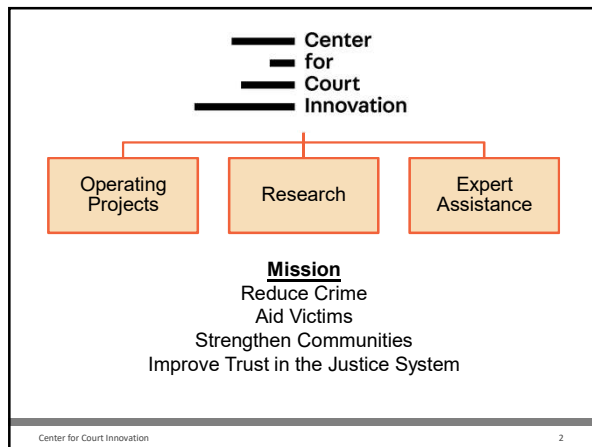 Center
for
Court
Innovation
Operating
Projects
Research
Expert
Assistance
Mission
Reduce Crime
Aid Victims
Strengthen Communities
Improve Trust in the Justice System
Center for Court Innovation
2